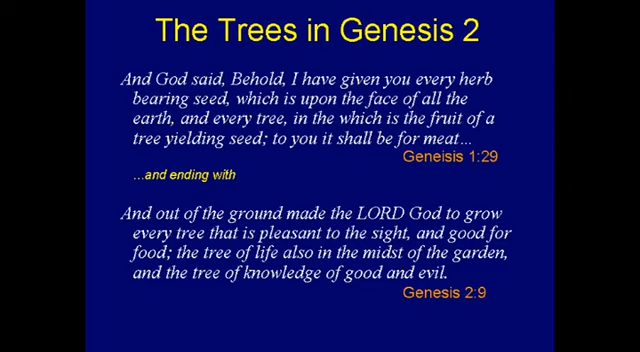 The Trees in Genesis 2
And God said, Behold, I have given you every herb
bearing seed, which is upon the face of all the
earth, and every tree, in the which is the fruit of a
tree yielding seed; to you it shall be for meat...
Geneisis 1:29
...and ending with
And out of the ground made the LORD God to grow
every tree that is pleasant to the sight, and good for
food; the tree of life also in the midst of the garden,
and the tree of knowledge of good and evil.
Genesis 2:9